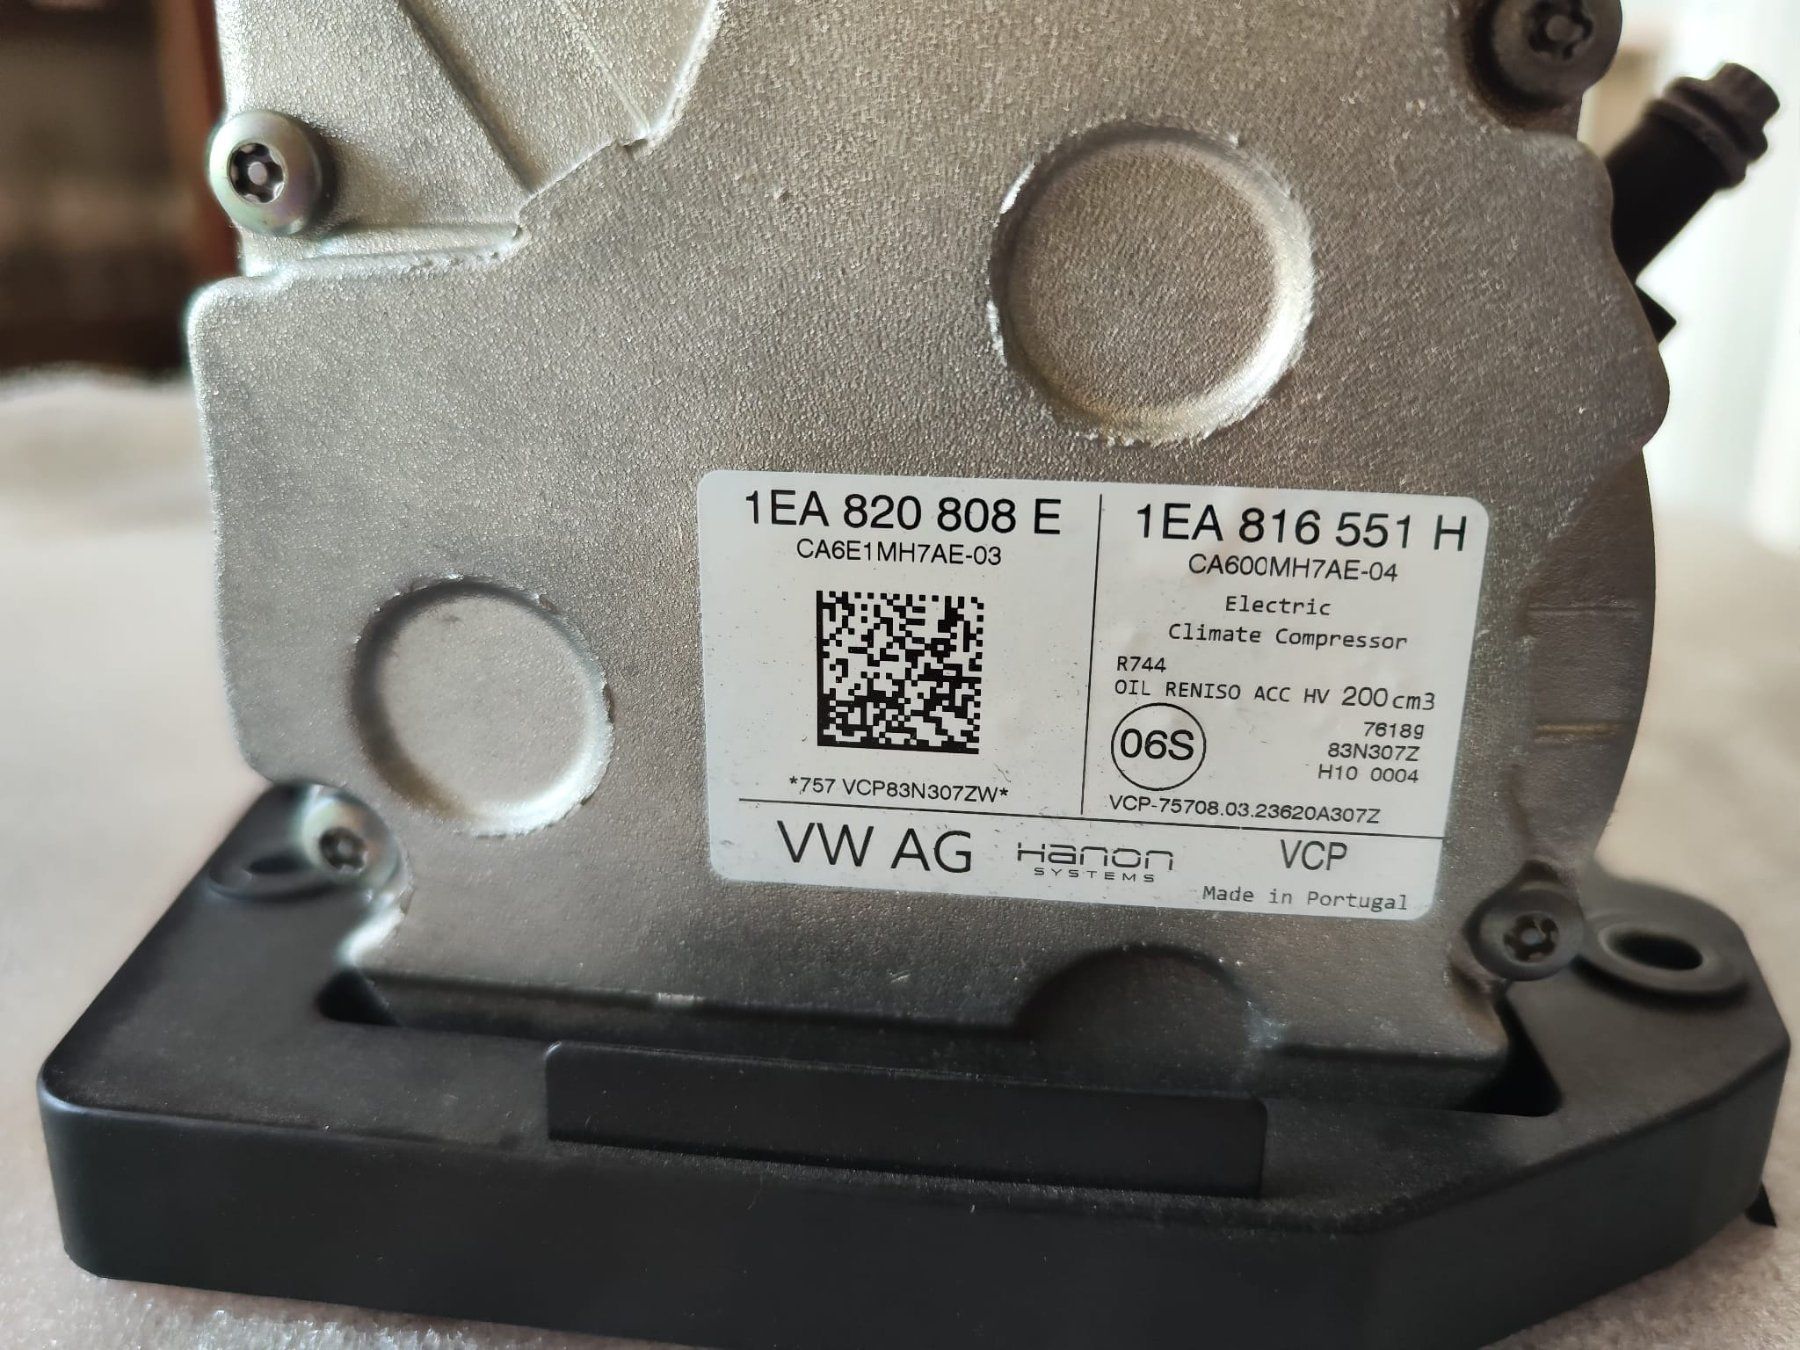 1EA 820 808 E
CA6E1MH7AE-03
*757 VCP83N307ZW*
1EA 816 551 H
CA600MH7AE-04
Electric
Climate Compressor
R744
OIL RENISO ACC HV 200cm3
06S
7618g
83N307Z
H10 0004
VCP-75708.03.23620A307Z
VW AG
Hanon
SYSTEMS
VCP
Made in Portugal